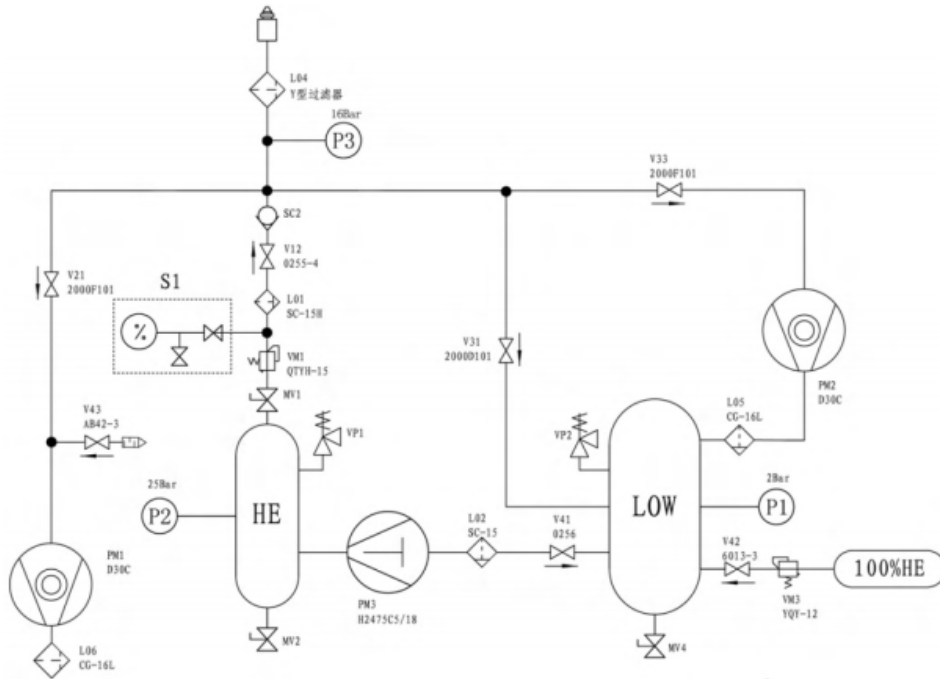 L04
Y型过滤器
16Bar
P3
V33
2000F101
SC2
V12
0255-4
V21
2000F101
S1
L01
SC-15H
%
VM1
QTYH-15
V31
2000D101
MV1
PM2
D30C
V43
AB42-3
VP1
VP2
L05
CG-16L
25Bar
P2
HE
LOW
2Bar
P1
L02
SC-15
V41
0256
V42
6013-3
100%HE
PM1
D30C
PM3
H2475C5/18
VM3
YQY-12
MV2
MV4
L06
CG-16L